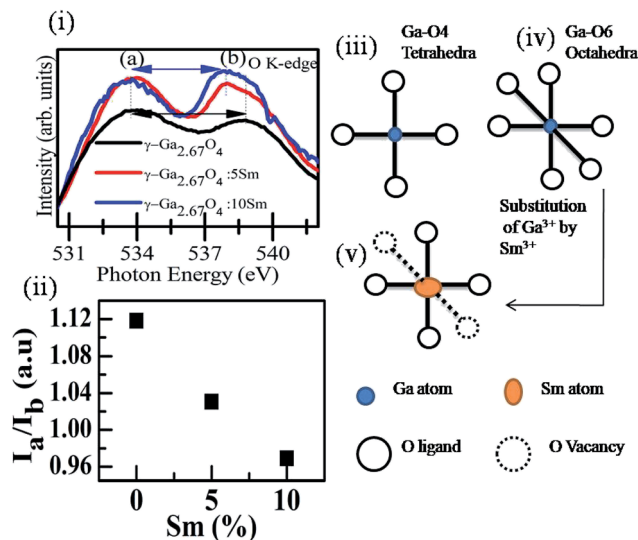 (i)
(a)
(b)
O K-edge
Intensity (arb. units)
γ-Ga2.67O4
γ-Ga2.67O4 :5Sm
γ-Ga2.67O4 :10Sm
531 534 537 540
Photon Energy (eV)
(ii)
Ia/Ib (a.u)
1.12
1.08
1.04
1.00
0.96
0 5 10
Sm (%)
(iii)
Ga-O4
Tetrahedra
(iv)
Ga-O6
Octahedra
Substitution
of Ga³⁺ by
Sm³⁺
(v)
Ga atom
Sm atom
O ligand
O Vacancy